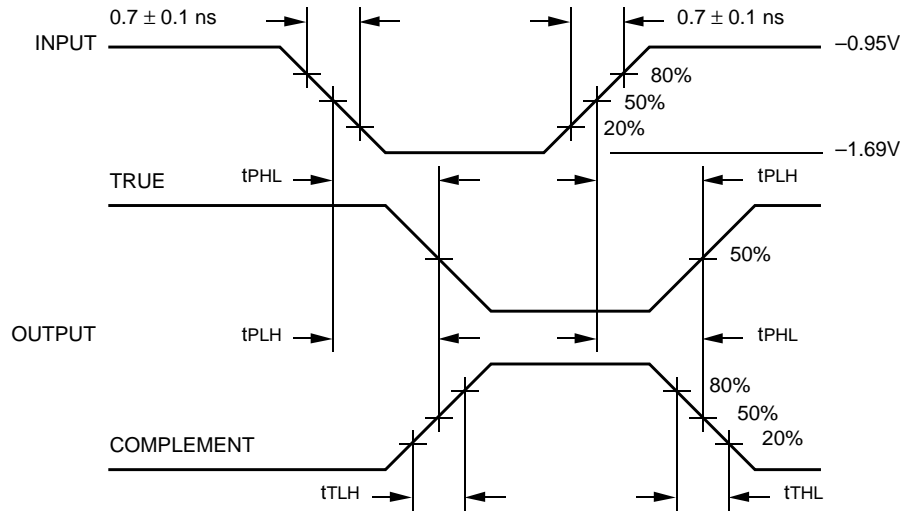 0.7 ± 0.1 ns 0.7 ± 0.1 ns
INPUT –0.95V
80%
50%
20%
–1.69V
tPHL tPLH
TRUE
50%
OUTPUT tPLH tPHL
80%
50%
COMPLEMENT 20%
tTLH tTHL